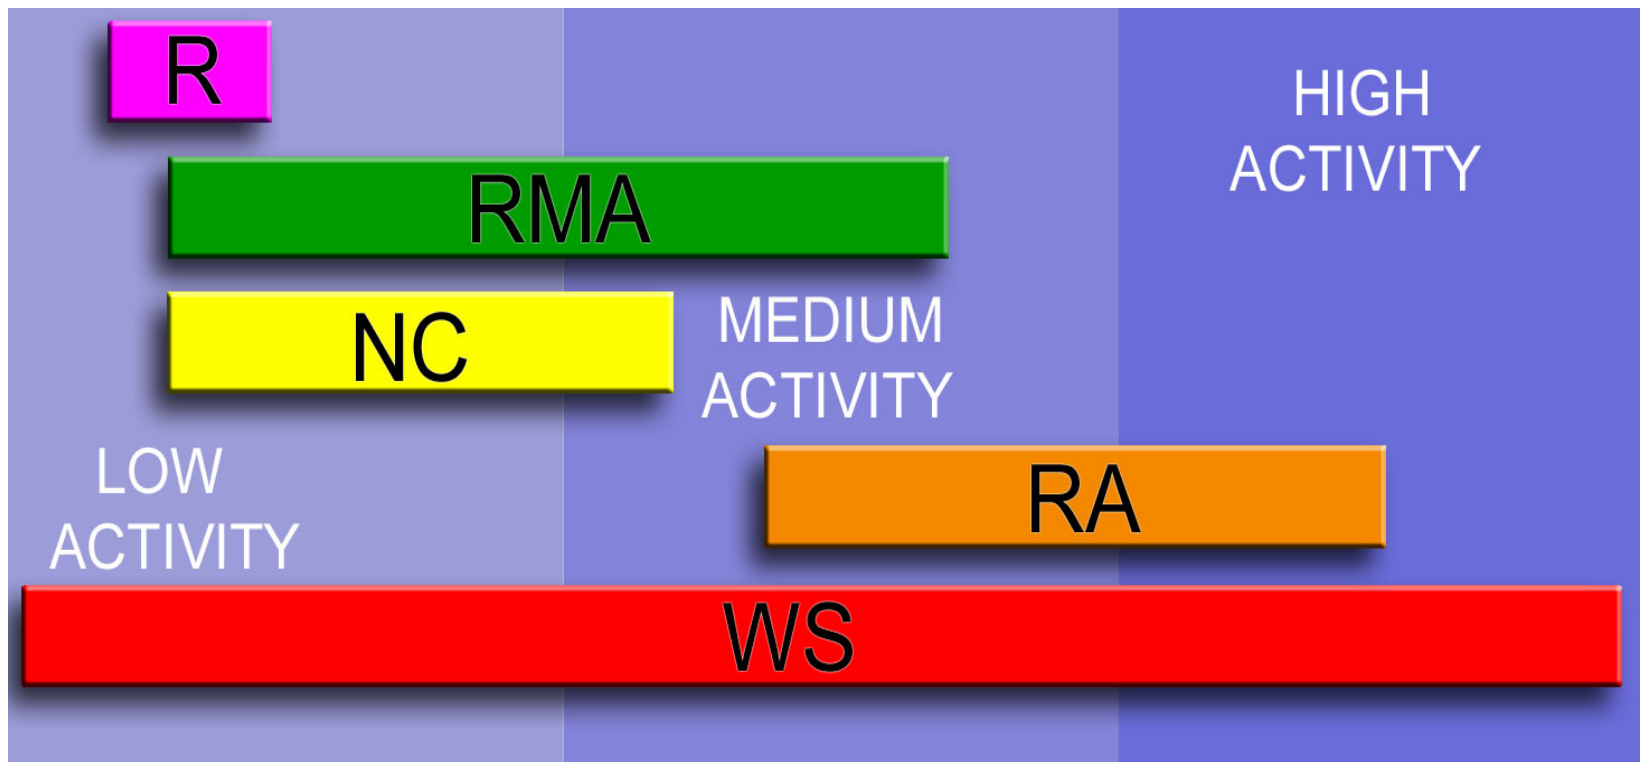 R
HIGH
ACTIVITY
RMA
MEDIUM
ACTIVITY
NC
LOW
ACTIVITY
RA
WS